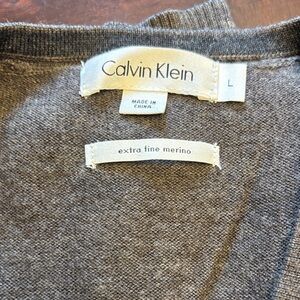 Calvin Klein
L
MADE IN
CHINA
extra fine merino